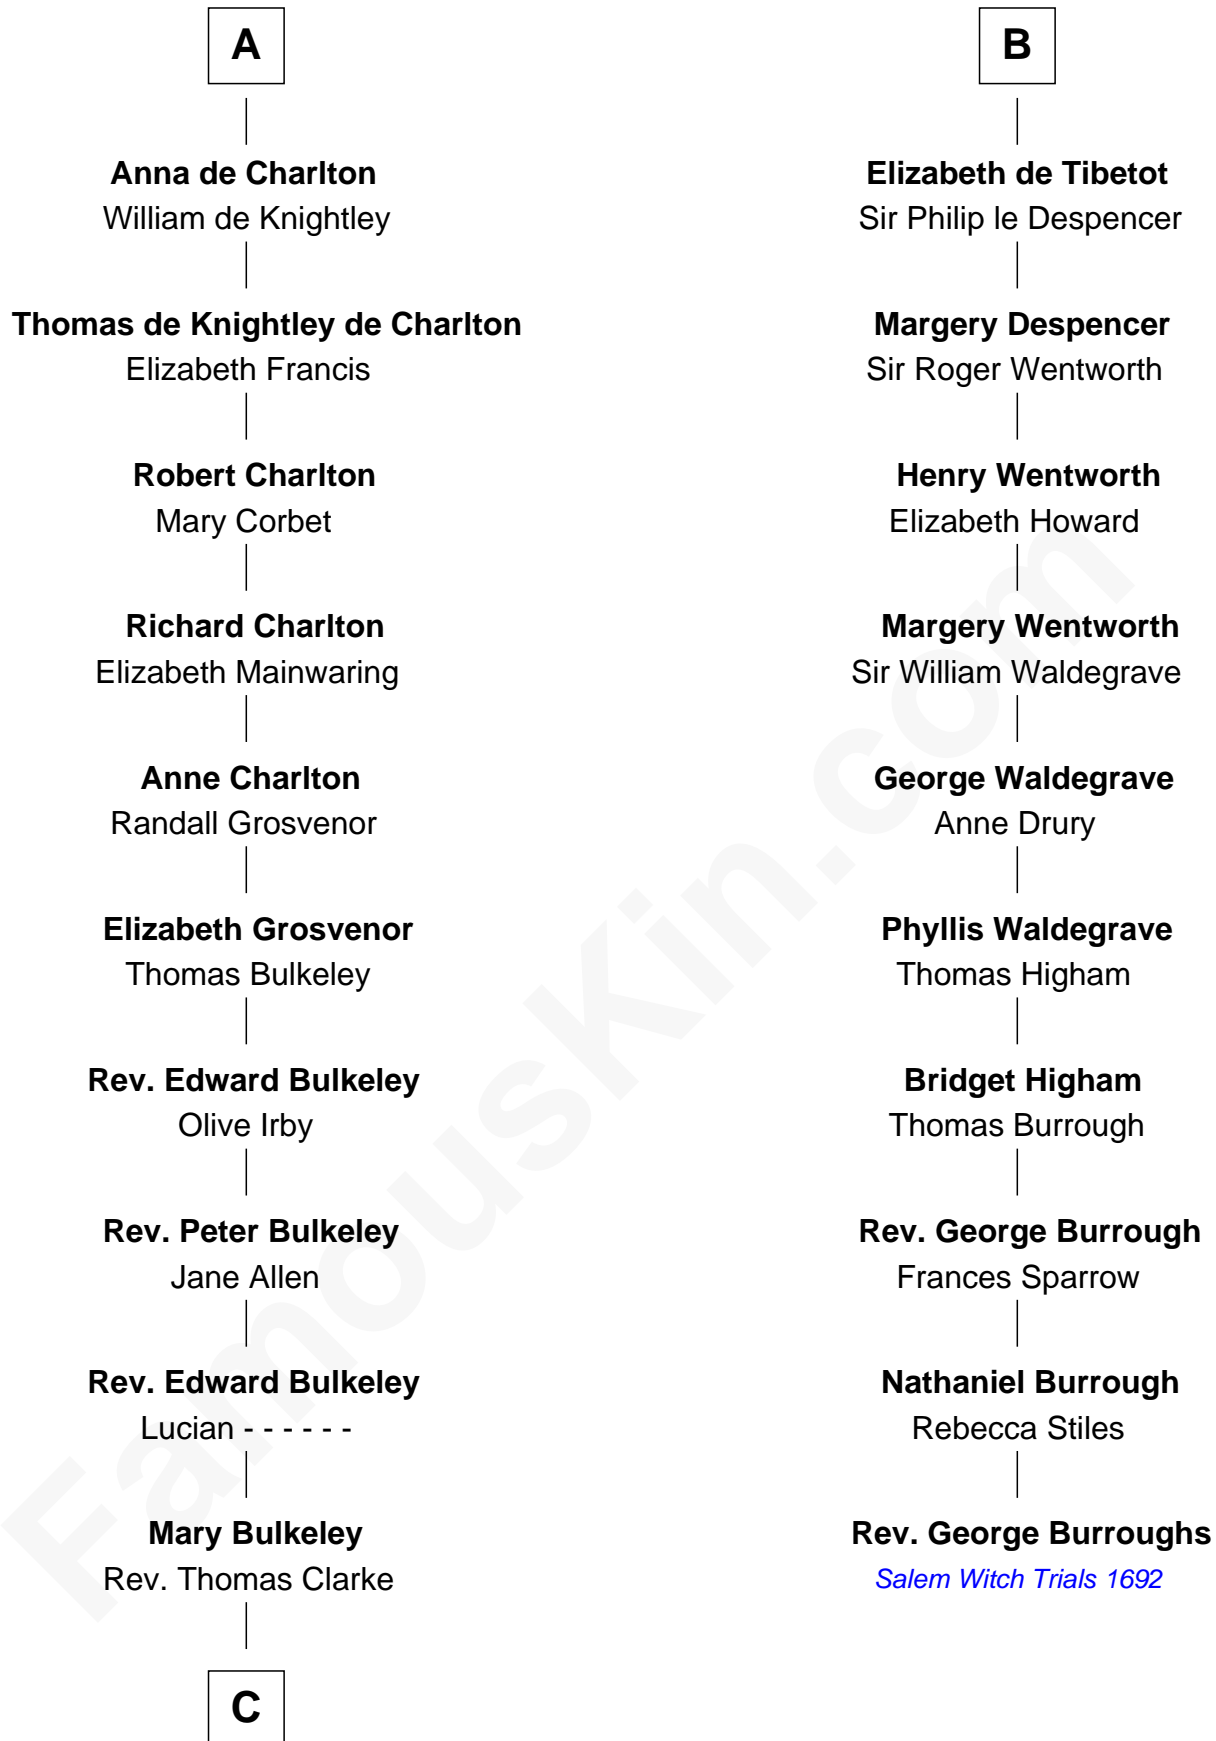 A
Anna de Charlton
William de Knightley
Thomas de Knightley de Charlton
Elizabeth Francis
Robert Charlton
Mary Corbet
Richard Charlton
Elizabeth Mainwaring
Anne Charlton
Randall Grosvenor
Elizabeth Grosvenor
Thomas Bulkeley
Rev. Edward Bulkeley
Olive Irby
Rev. Peter Bulkeley
Jane Allen
Rev. Edward Bulkeley
Lucian - - - - - -
Mary Bulkeley
Rev. Thomas Clarke
C
B
Elizabeth de Tibetot
Sir Philip le Despencer
Margery Despencer
Sir Roger Wentworth
Henry Wentworth
Elizabeth Howard
Margery Wentworth
Sir William Waldegrave
George Waldegrave
Anne Drury
Phyllis Waldegrave
Thomas Higham
Bridget Higham
Thomas Burrough
Rev. George Burrough
Frances Sparrow
Nathaniel Burrough
Rebecca Stiles
Rev. George Burroughs
Salem Witch Trials 1692
FamousKin.com